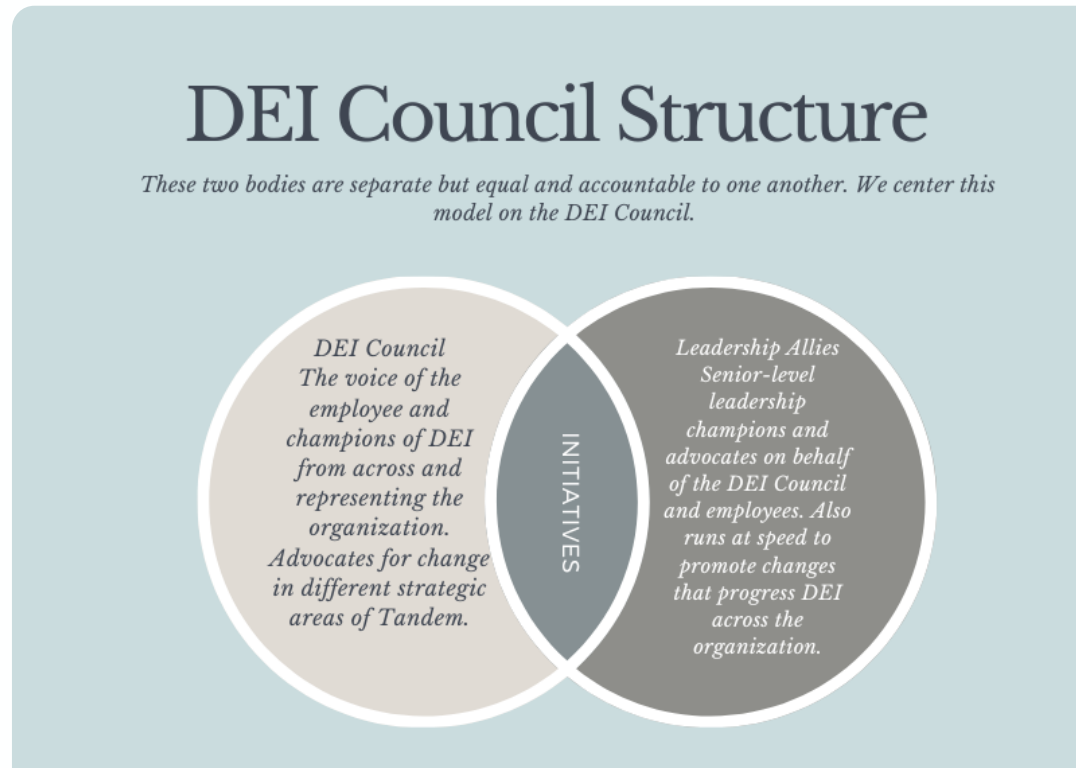 DEI Council Structure
These two bodies are separate but equal and accountable to one another. We center this
model on the DEI Council.
DEI Council
The voice of the
employee and
champions of DEI
from across and
representing the
organization.
Advocates for change
in different strategic
areas of Tandem.
INITIATIVES
Leadership Allies
Senior-level
leadership
champions and
advocates on behalf
of the DEI Council
and employees. Also
runs at speed to
promote changes
that progress DEI
across the
organization.